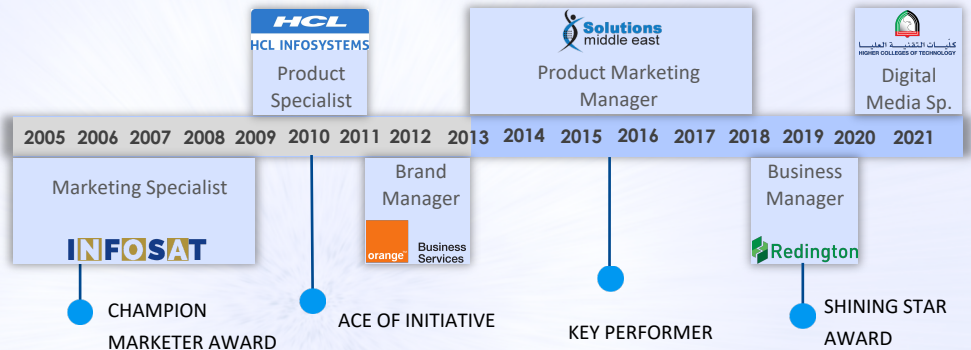 HCL
HCL INFOSYSTEMS
Product
Specialist
Solutions
middle east
Product Marketing
Manager
كليات التقنية العليا
HIGHER COLLEGES OF TECHNOLOGY
Digital
Media Sp.
2005 2006 2007 2008 2009 2010 2011 2012 2013 2014 2015 2016 2017 2018 2019 2020 2021
Marketing Specialist
INFOSAT
Brand
Manager
orange™
Business
Services
Business
Manager
Redington
CHAMPION
MARKETER AWARD
ACE OF INITIATIVE
KEY PERFORMER
SHINING STAR
AWARD